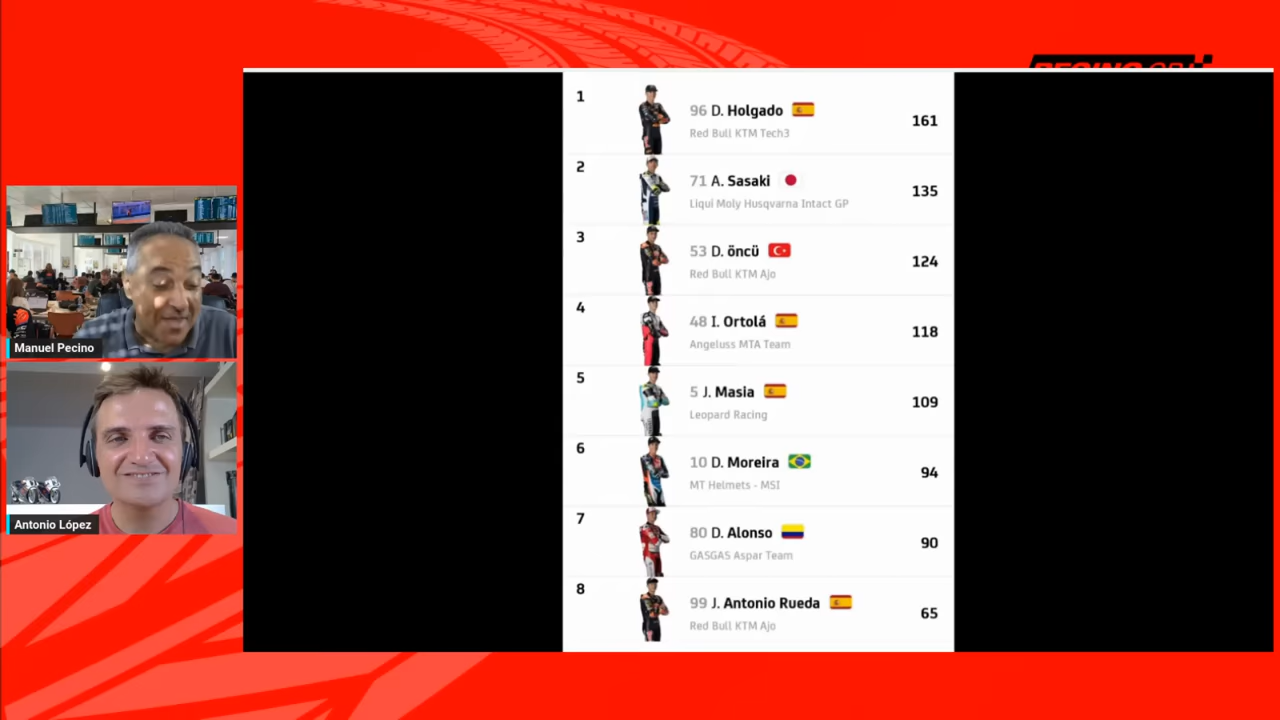 PECINO GP
Manuel Pecino
Antonio López
1
96 D. Holgado
Red Bull KTM Tech3
161
2
71 A. Sasaki
Liqui Moly Husqvarna Intact GP
135
3
53 D. öncü
Red Bull KTM Ajo
124
4
48 I. Ortolá
Angeluss MTA Team
118
5
5 J. Masia
Leopard Racing
109
6
10 D. Moreira
MT Helmets - MSI
94
7
80 D. Alonso
GASGAS Aspar Team
90
8
99 J. Antonio Rueda
Red Bull KTM Ajo
65